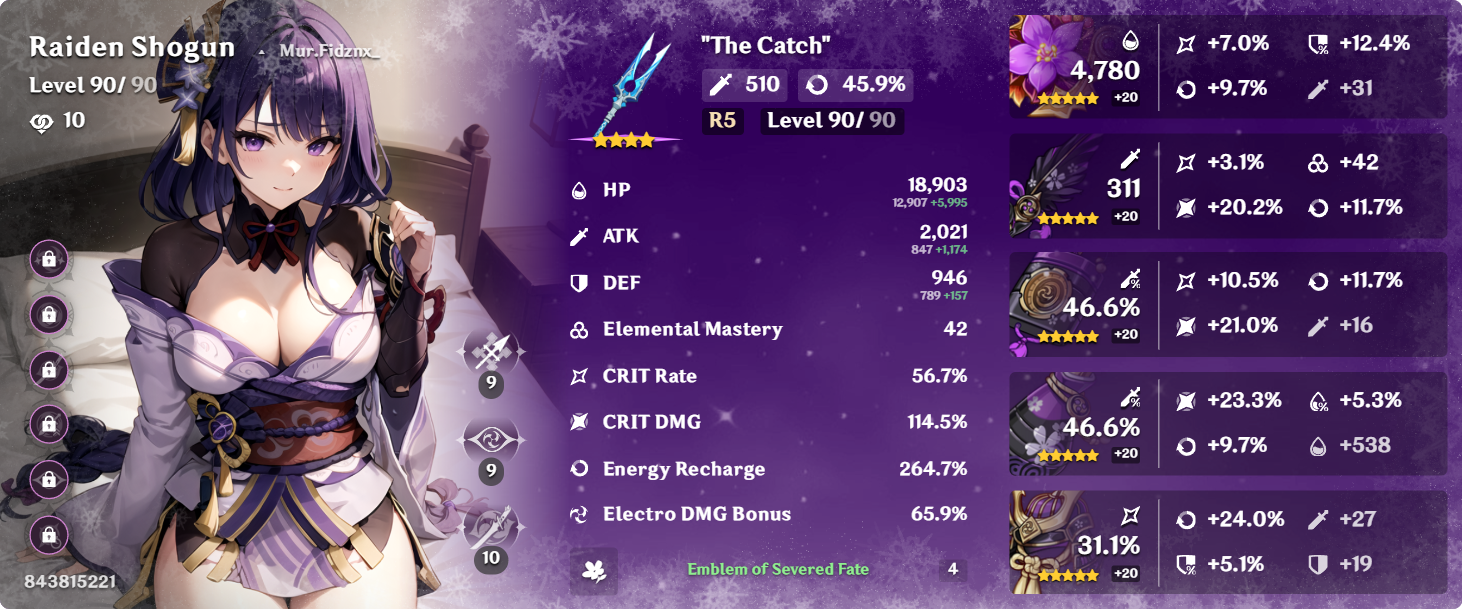 Raiden Shogun • Mur.Fidznx_
Level 90/ 90
10
9
9
10
843815221
"The Catch"
510 45.9%
R5 Level 90/ 90
HP 18,903
12,907 +5,995
ATK 2,021
847 +1,174
DEF 946
789 +157
Elemental Mastery 42
CRIT Rate 56.7%
CRIT DMG 114.5%
Energy Recharge 264.7%
Electro DMG Bonus 65.9%
Emblem of Severed Fate 4
4,780
+20
+7.0% +12.4%
+9.7% +31
311
+20
+3.1% +42
+20.2% +11.7%
46.6%
+20
+10.5% +11.7%
+21.0% +16
46.6%
+20
+23.3% +5.3%
+9.7% +538
31.1%
+20
+24.0% +27
+5.1% +19